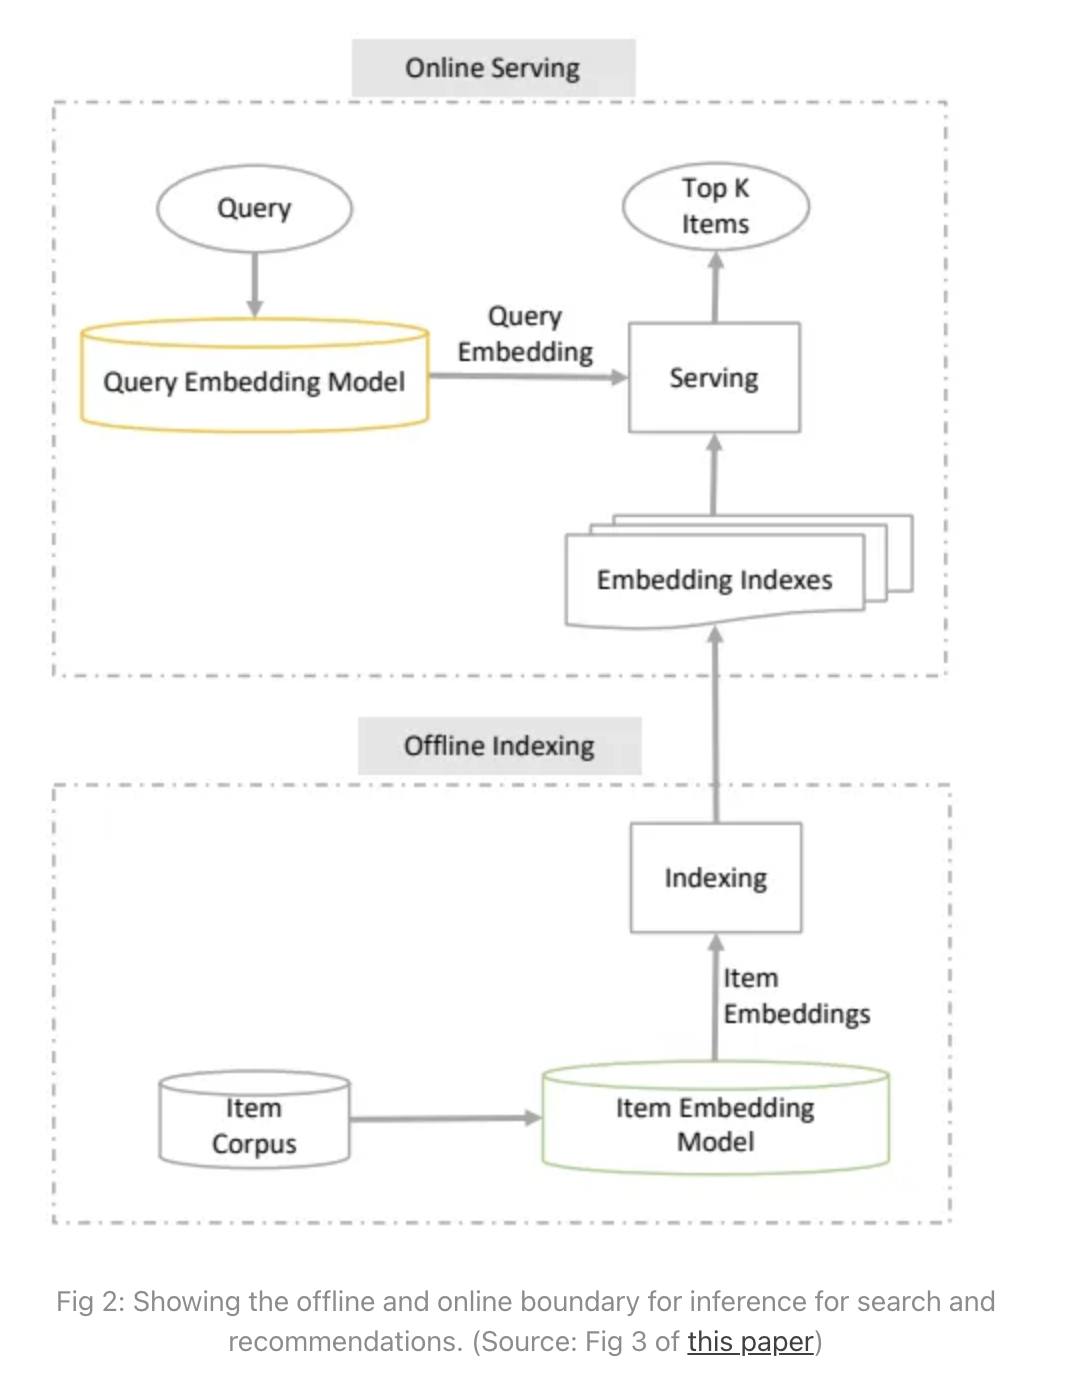 Online Serving
Query
Top K
Items
Query
Embedding
Query Embedding Model
Serving
Embedding Indexes
Offline Indexing
Indexing
Item
Embeddings
Item
Corpus
Item Embedding
Model
Fig 2: Showing the offline and online boundary for inference for search and
recommendations. (Source: Fig 3 of this paper)